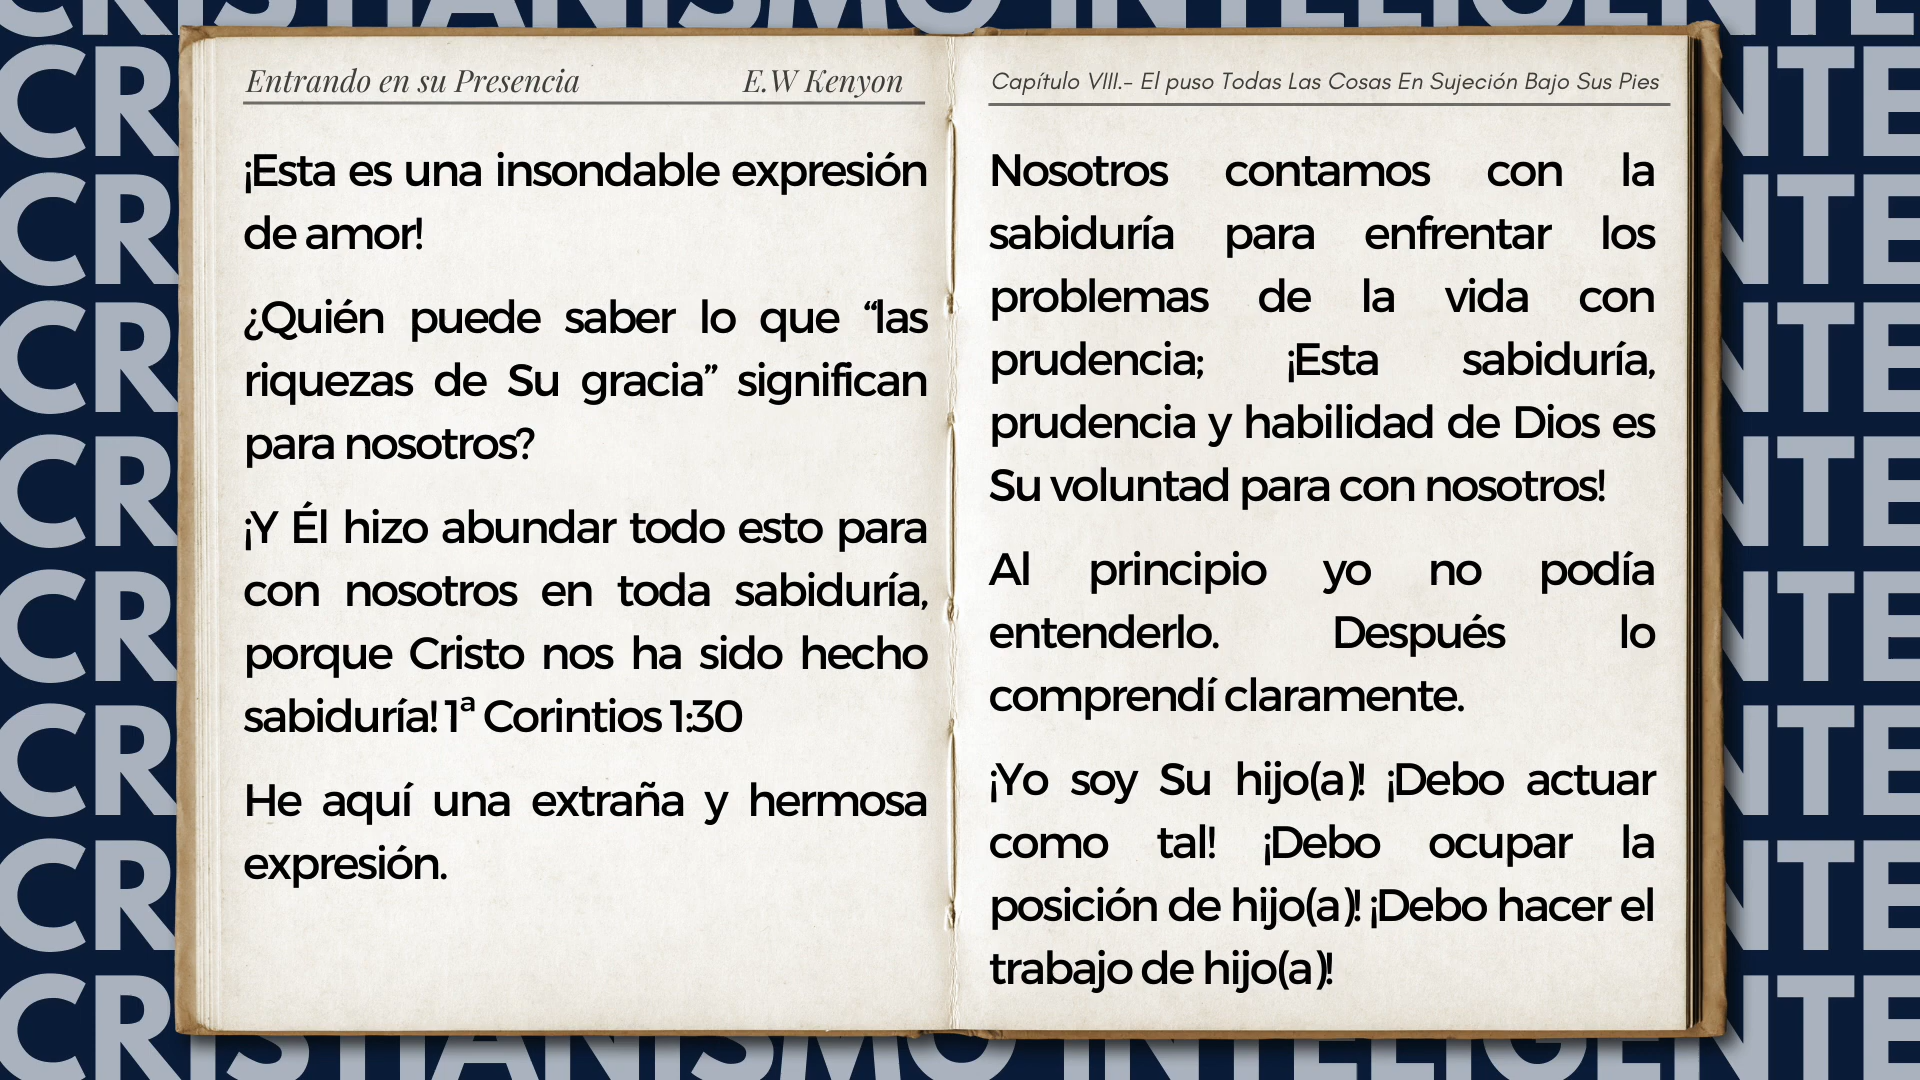 CRISTIANISMO INTELIGENTE
Entrando en su Presencia
E.W Kenyon
¡Esta es una insondable expresión
de amor!
¿Quién puede saber lo que “las
riquezas de Su gracia” significan
para nosotros?
¡Y Él hizo abundar todo esto para
con nosotros en toda sabiduría,
porque Cristo nos ha sido hecho
sabiduría! 1ª Corintios 1:30
He aquí una extraña y hermosa
expresión.
Capítulo VIII.- El puso Todas Las Cosas En Sujeción Bajo Sus Pies
Nosotros contamos con la
sabiduría para enfrentar los
problemas de la vida con
prudencia; ¡Esta sabiduría,
prudencia y habilidad de Dios es
Su voluntad para con nosotros!
Al principio yo no podía
entenderlo. Después lo
comprendí claramente.
¡Yo soy Su hijo(a)! ¡Debo actuar
como tal! ¡Debo ocupar la
posición de hijo(a)! ¡Debo hacer el
trabajo de hijo(a)!
CRISTIANISMO INTELIGENTE